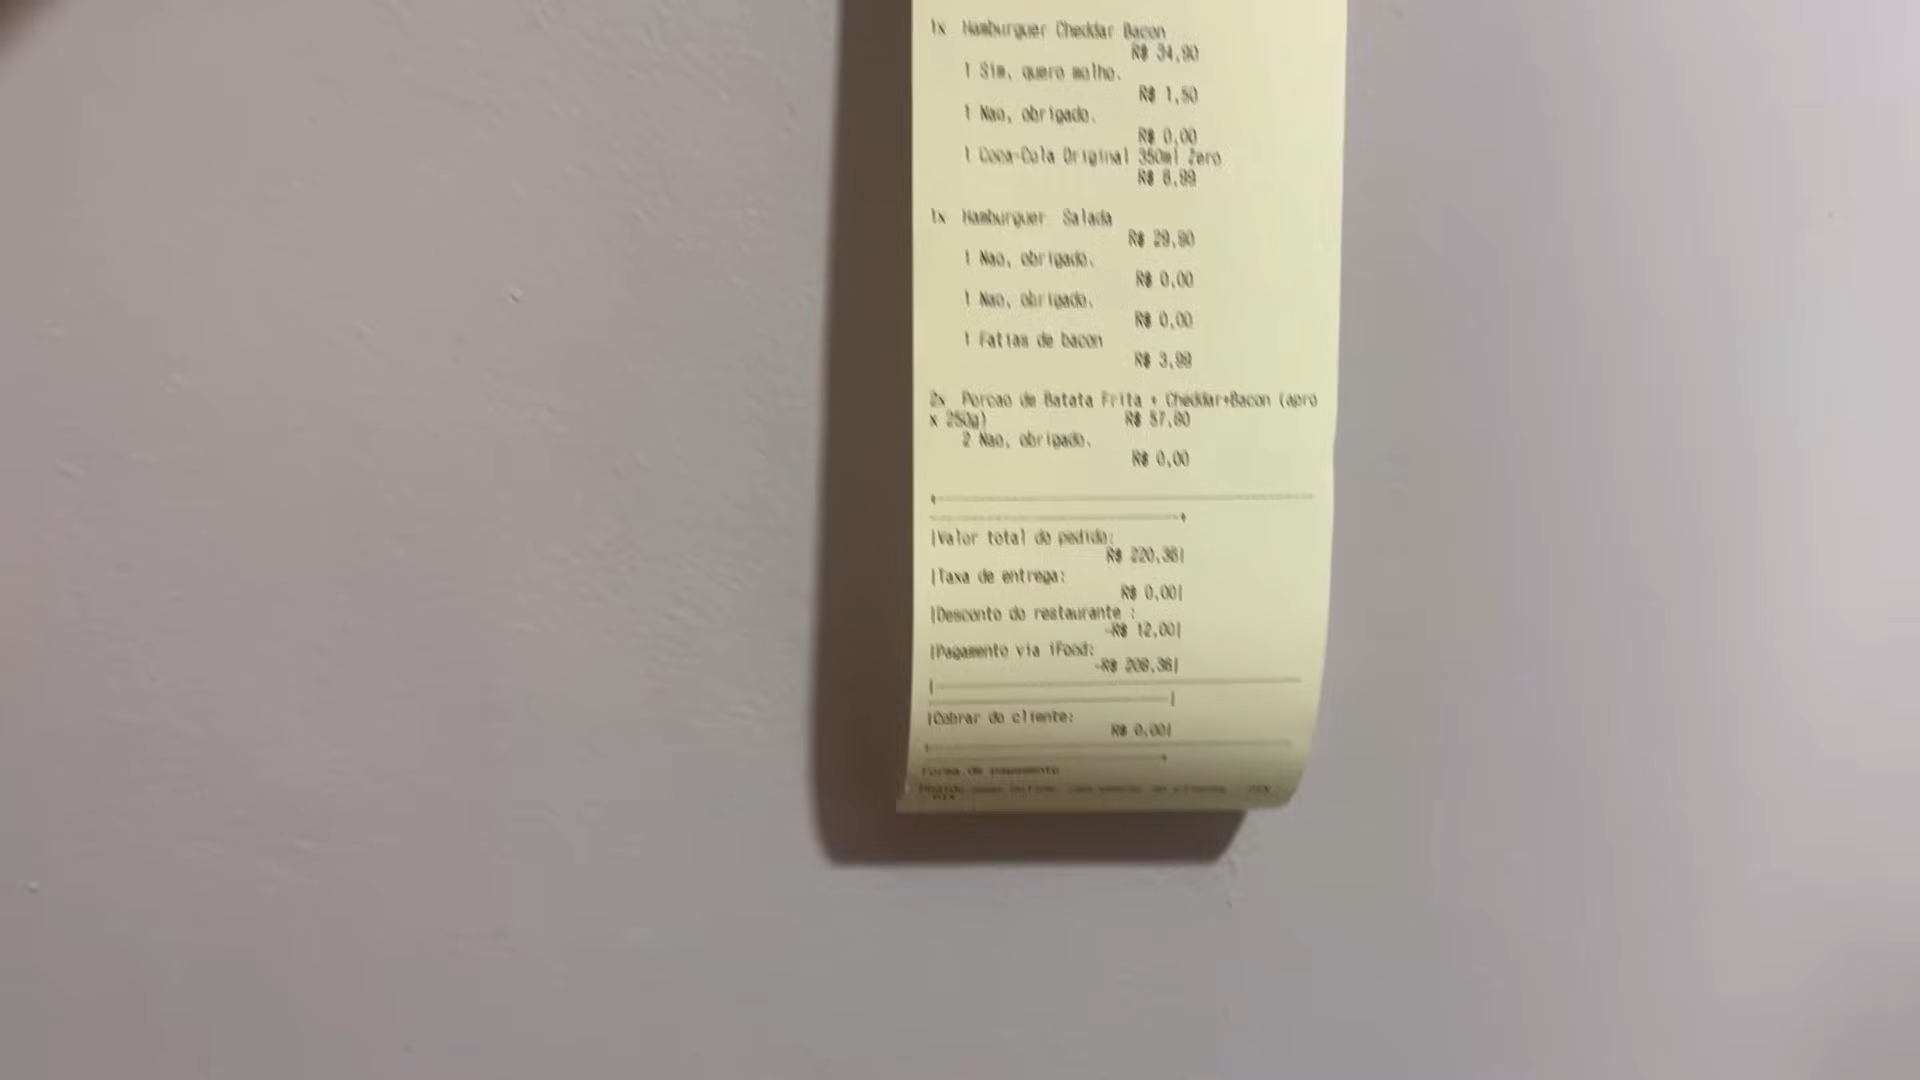 1x Hamburguer Cheddar Bacon
R$ 34,90
1 Sim, quero molho.
R$ 1,50
1 Nao, obrigado.
R$ 0,00
1 Coca-Cola Original 350ml Zero
R$ 6,99
1x Hamburguer Salada
R$ 29,90
1 Nao, obrigado.
R$ 0,00
1 Nao, obrigado.
R$ 0,00
1 Fatias de bacon
R$ 3,99
2x Porcao de Batata Frita + Cheddar+Bacon (apro
x 250g) R$ 57,80
2 Nao, obrigado.
R$ 0,00
|Valor total do pedido:
R$ 220,36|
|Taxa de entrega:
R$ 0,00|
|Desconto do restaurante :
-R$ 12,00|
|Pagamento via iFood:
-R$ 208,36|
|Cobrar do cliente:
R$ 0,00|
Forma de pagamento